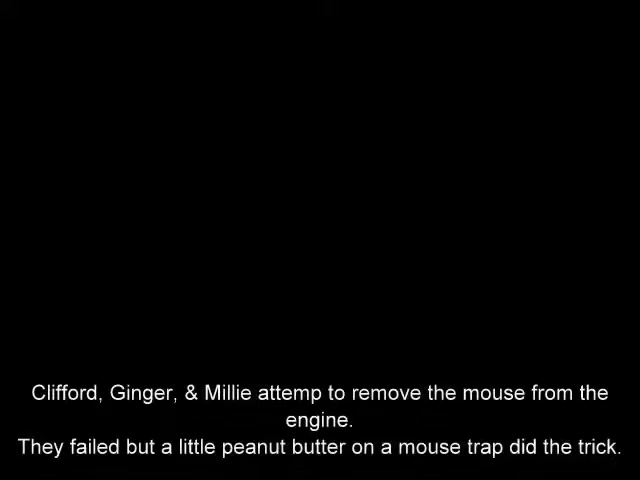 Clifford, Ginger, & Millie attemp to remove the mouse from the
engine.
They failed but a little peanut butter on a mouse trap did the trick.